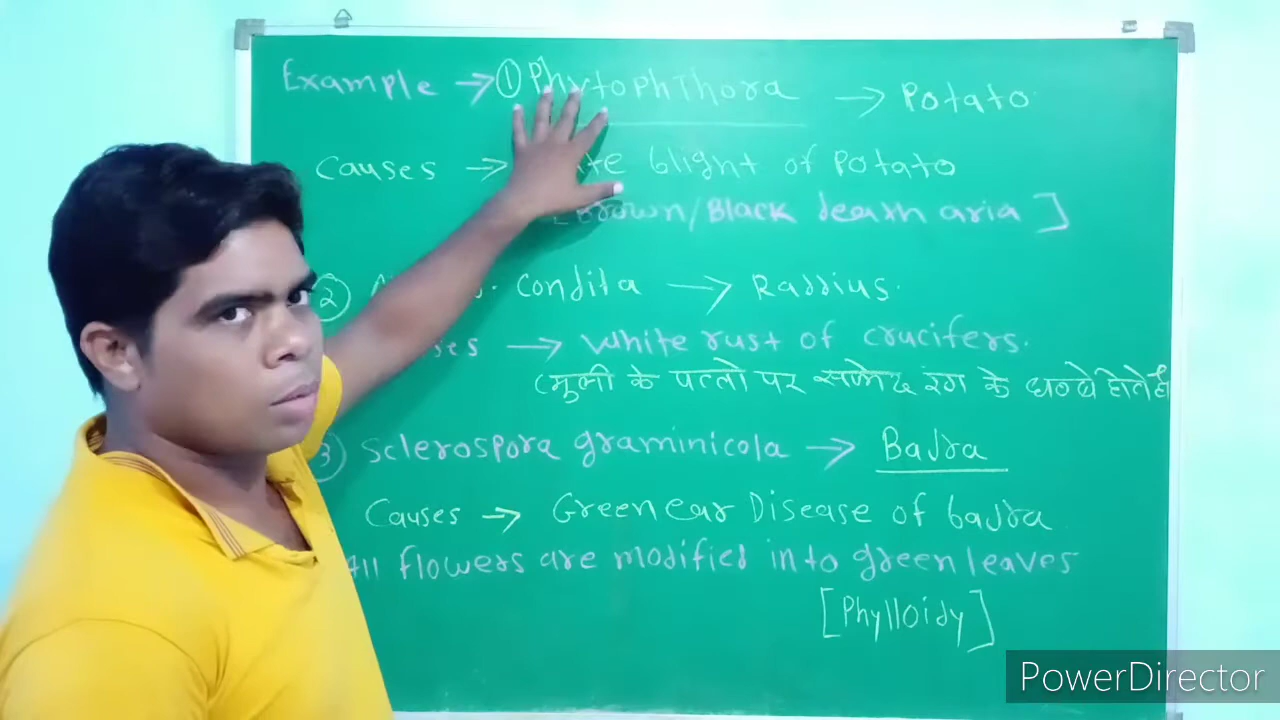 Example → ① Phytophthora → Potato
Causes → blight of Potato
[Brown/Black death aria]
② Condita → Raddius.
→ White rust of crucifers.
(मुली के पत्तो पर सफेद रंग के धब्बे होते है
③ Sclerospora graminicola → Bajra
Causes → Green ear Disease of bajra
All flowers are modified into green leaves
[Phylloidy]
PowerDirector